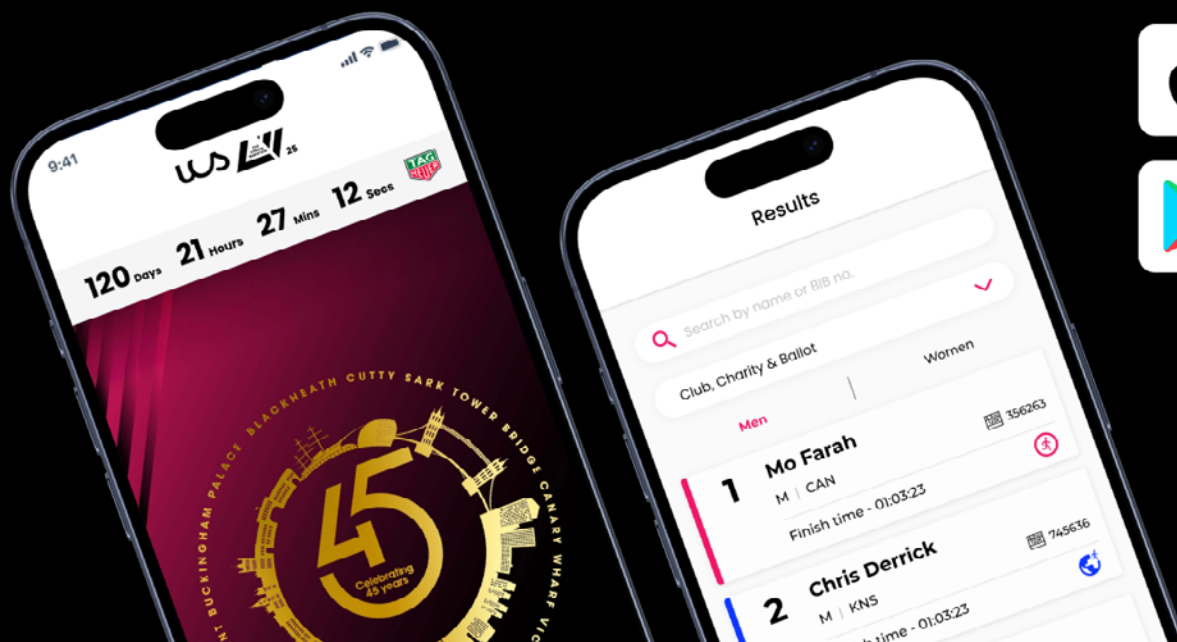 9:41
UCS
25
TAG
HEUER
120 Days 21 Hours 27 Mins 12 Secs
BUCKINGHAM PALACE BLACKHEATH CUTTY SARK TOWER BRIDGE CANARY WHARF
45
Celebrating
45 years
Results
Search by name or BIB no.
Club, Charity & Ballot
Men | Women
1 Mo Farah
356263
M | CAN
Finish time - 01:03:23
2 Chris Derrick
745636
M | KNS
time - 01:03:23